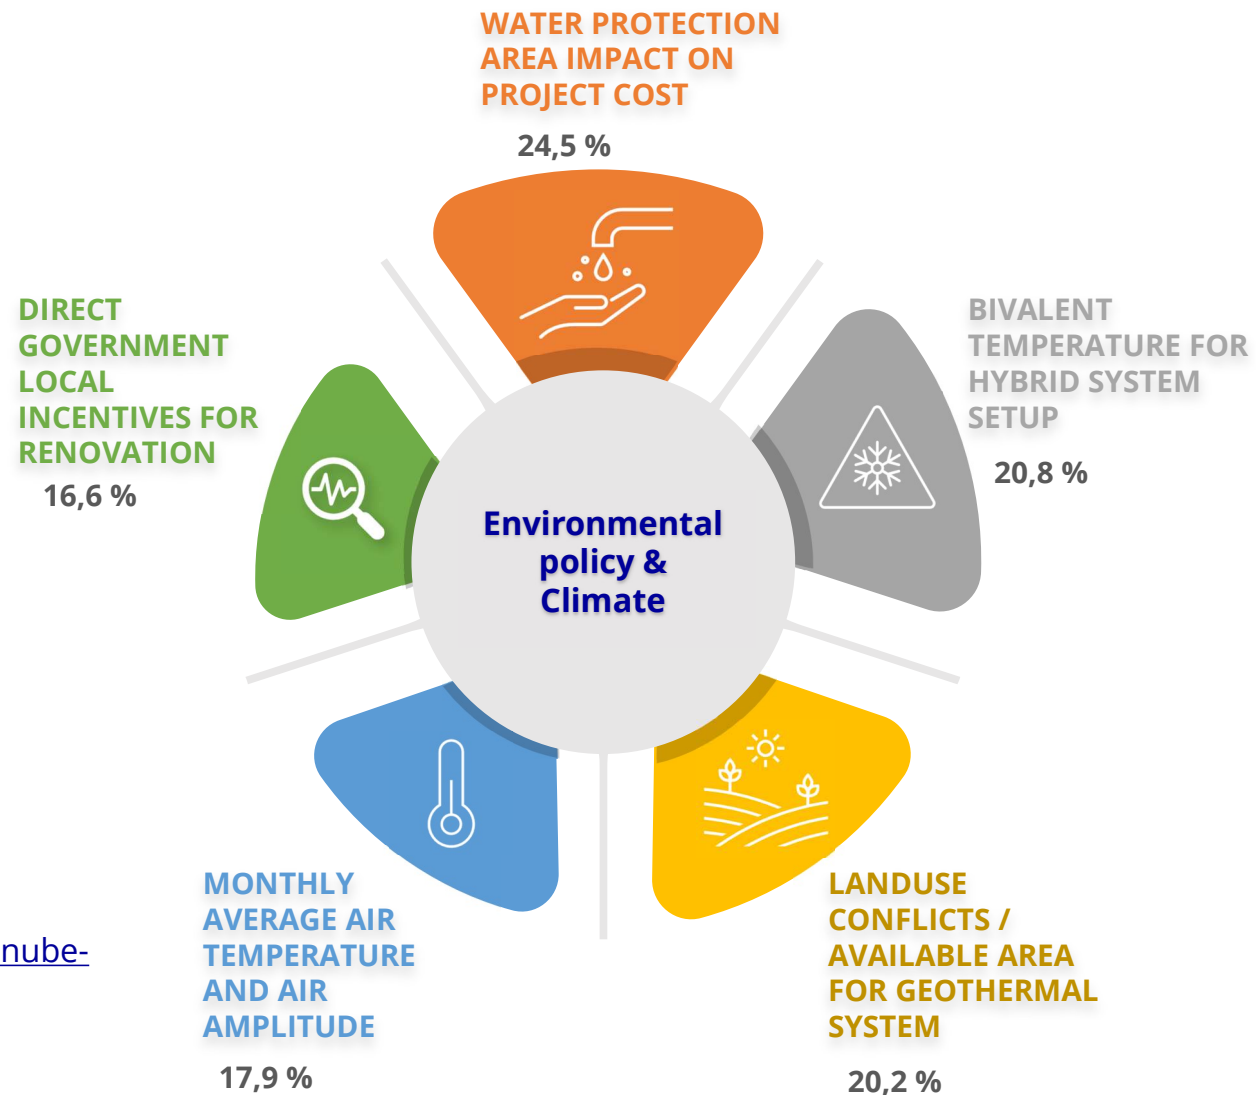 WATER PROTECTION
AREA IMPACT ON
PROJECT COST
24,5 %
DIRECT
GOVERNMENT
LOCAL
INCENTIVES FOR
RENOVATION
16,6 %
BIVALENT
TEMPERATURE FOR
HYBRID SYSTEM
SETUP
20,8 %
Environmental
policy &
Climate
MONTHLY
AVERAGE AIR
TEMPERATURE
AND AIR
AMPLITUDE
17,9 %
LANDUSE
CONFLICTS /
AVAILABLE AREA
FOR GEOTHERMAL
SYSTEM
20,2 %
nube-